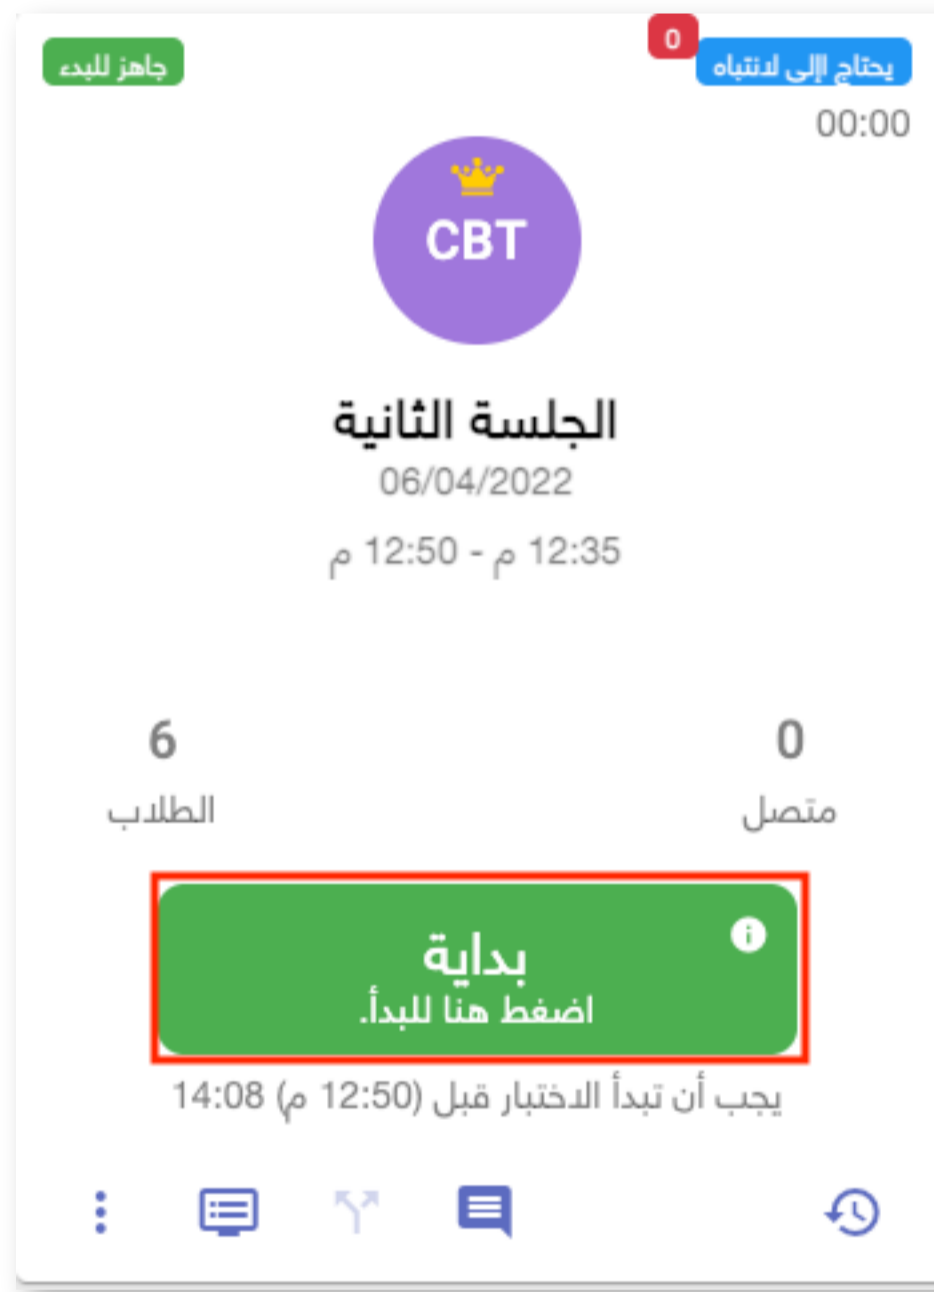 يحتاج اإلى لانتباه
0
جاهز للبدء
00:00
CBT
الجلسة الثانية
06/04/2022
12:35 م - 12:50 م
0
متصل
6
الطلاب
بداية
اضغط هنا للبدأ.
يجب أن تبدأ الاختبار قبل (12:50 م) 14:08